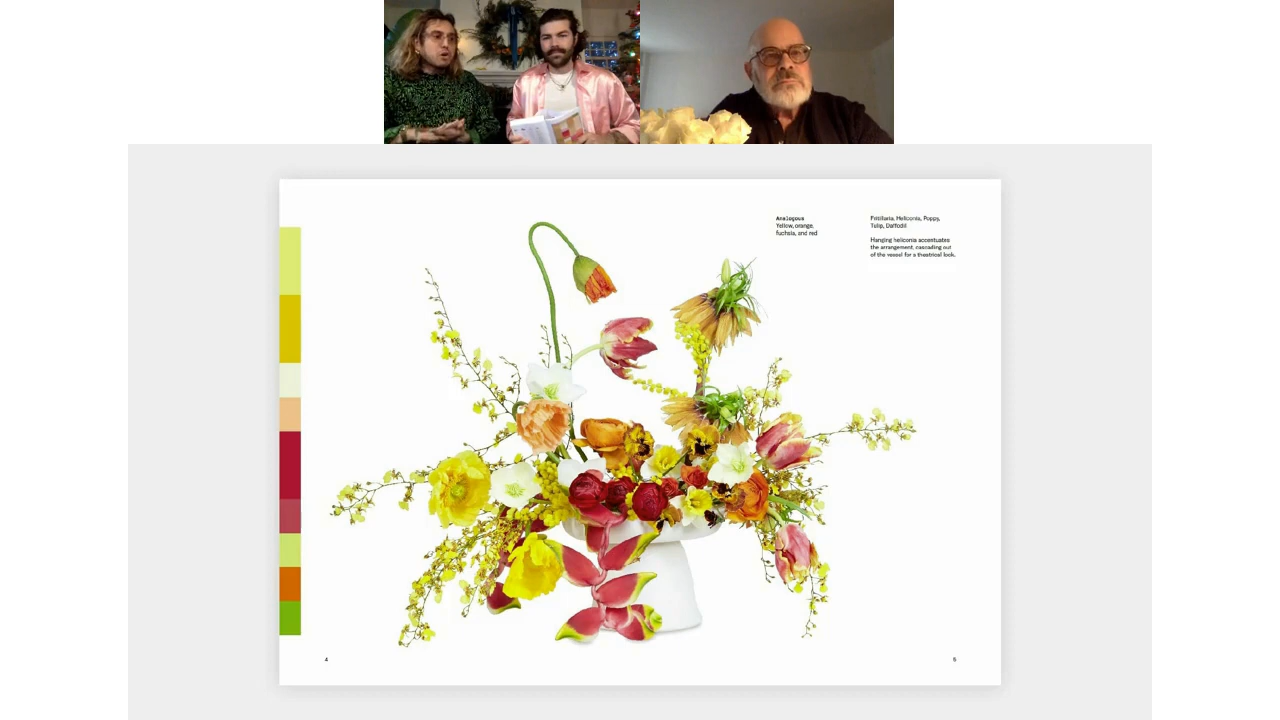 Analogous
Yellow, orange,
fuchsia, and red
Fritillaria, Heliconia, Poppy,
Tulip, Daffodil
Hanging heliconia accentuates
the arrangement, cascading out
of the vessel for a theatrical look.
4
5